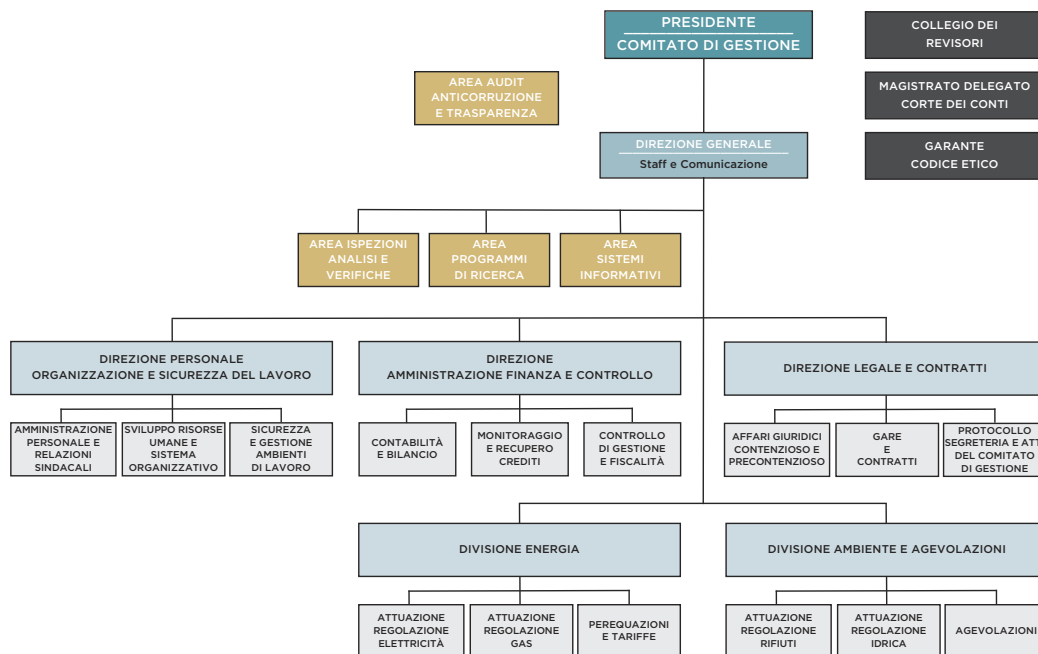 PRESIDENTE
COMITATO DI GESTIONE
COLLEGIO DEI
REVISORI
AREA AUDIT
ANTICORRUZIONE
E TRASPARENZA
MAGISTRATO DELEGATO
CORTE DEI CONTI
DIREZIONE GENERALE
Staff e Comunicazione
GARANTE
CODICE ETICO
AREA ISPEZIONI
ANALISI E
VERIFICHE
AREA
PROGRAMMI
DI RICERCA
AREA
SISTEMI
INFORMATIVI
DIREZIONE PERSONALE
ORGANIZZAZIONE E SICUREZZA DEL LAVORO
DIREZIONE
AMMINISTRAZIONE FINANZA E CONTROLLO
DIREZIONE LEGALE E CONTRATTI
AMMINISTRAZIONE
PERSONALE E
RELAZIONI
SINDACALI
SVILUPPO RISORSE
UMANE E
SISTEMA
ORGANIZZATIVO
SICUREZZA
E GESTIONE
AMBIENTI
DI LAVORO
CONTABILITÀ
E BILANCIO
MONITORAGGIO
E RECUPERO
CREDITI
CONTROLLO
DI GESTIONE
E FISCALITÀ
AFFARI GIURIDICI
CONTENZIOSO E
PRECONTENZIOSO
GARE
E
CONTRATTI
PROTOCOLLO
SEGRETERIA E ATTI
DEL COMITATO
DI GESTIONE
DIVISIONE ENERGIA
DIVISIONE AMBIENTE E AGEVOLAZIONI
ATTUAZIONE
REGOLAZIONE
ELETTRICITÀ
ATTUAZIONE
REGOLAZIONE
GAS
PEREQUAZIONI
E TARIFFE
ATTUAZIONE
REGOLAZIONE
RIFIUTI
ATTUAZIONE
REGOLAZIONE
IDRICA
AGEVOLAZIONI